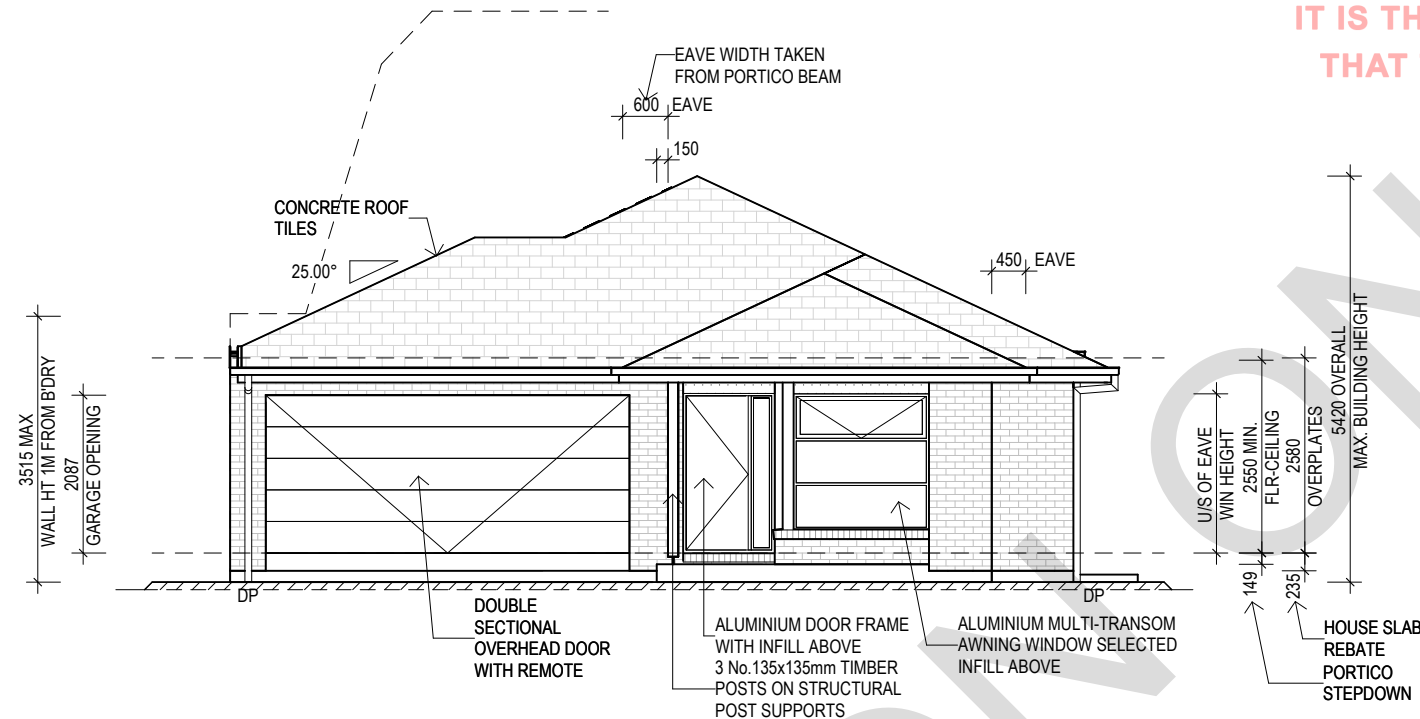 IT IS TH
THAT
EAVE WIDTH TAKEN
FROM PORTICO BEAM
600 EAVE
150
CONCRETE ROOF
TILES
25.00°
450 EAVE
3515 MAX
WALL HT 1M FROM B'DRY
2087
GARAGE OPENING
U/S OF EAVE
WIN HEIGHT
2550 MIN.
FLR-CEILING
2580
OVERPLATES
5420 OVERALL
MAX. BUILDING HEIGHT
149
235
DP
DP
DOUBLE
SECTIONAL
OVERHEAD DOOR
WITH REMOTE
ALUMINIUM DOOR FRAME
WITH INFILL ABOVE
3 No.135x135mm TIMBER
POSTS ON STRUCTURAL
POST SUPPORTS
ALUMINIUM MULTI-TRANSOM
AWNING WINDOW SELECTED
INFILL ABOVE
HOUSE SLAB
REBATE
PORTICO
STEPDOWN
ON
ON